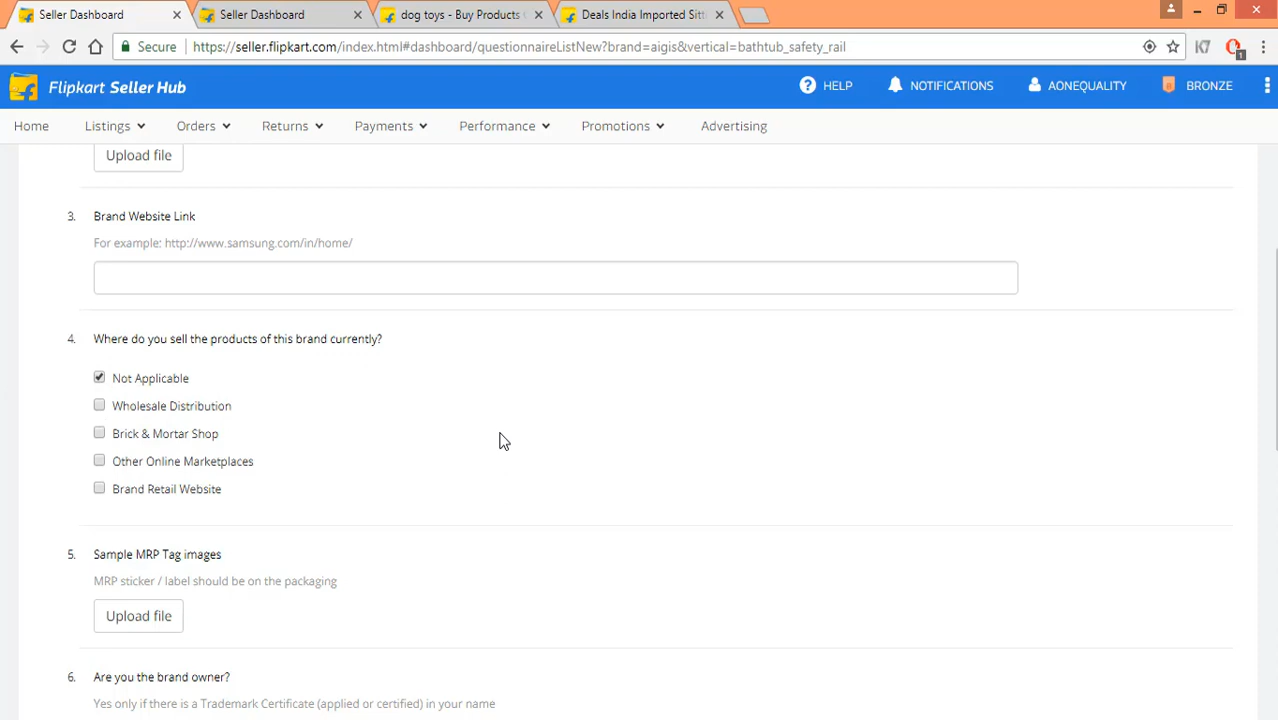 Seller Dashboard
Seller Dashboard
dog toys - Buy Products
Deals India Imported Sitt
Secure
https://seller.flipkart.com/index.html#dashboard/questionnaireListNew?brand=aigis&vertical=bathtub_safety_rail
K7
1
Flipkart Seller Hub
HELP
NOTIFICATIONS
AONEQUALITY
BRONZE
Home
Listings
Orders
Returns
Payments
Performance
Promotions
Advertising
Upload file
3. Brand Website Link
For example: http://www.samsung.com/in/home/
4. Where do you sell the products of this brand currently?
Not Applicable
Wholesale Distribution
Brick & Mortar Shop
Other Online Marketplaces
Brand Retail Website
5. Sample MRP Tag images
MRP sticker / label should be on the packaging
Upload file
6. Are you the brand owner?
Yes only if there is a Trademark Certificate (applied or certified) in your name